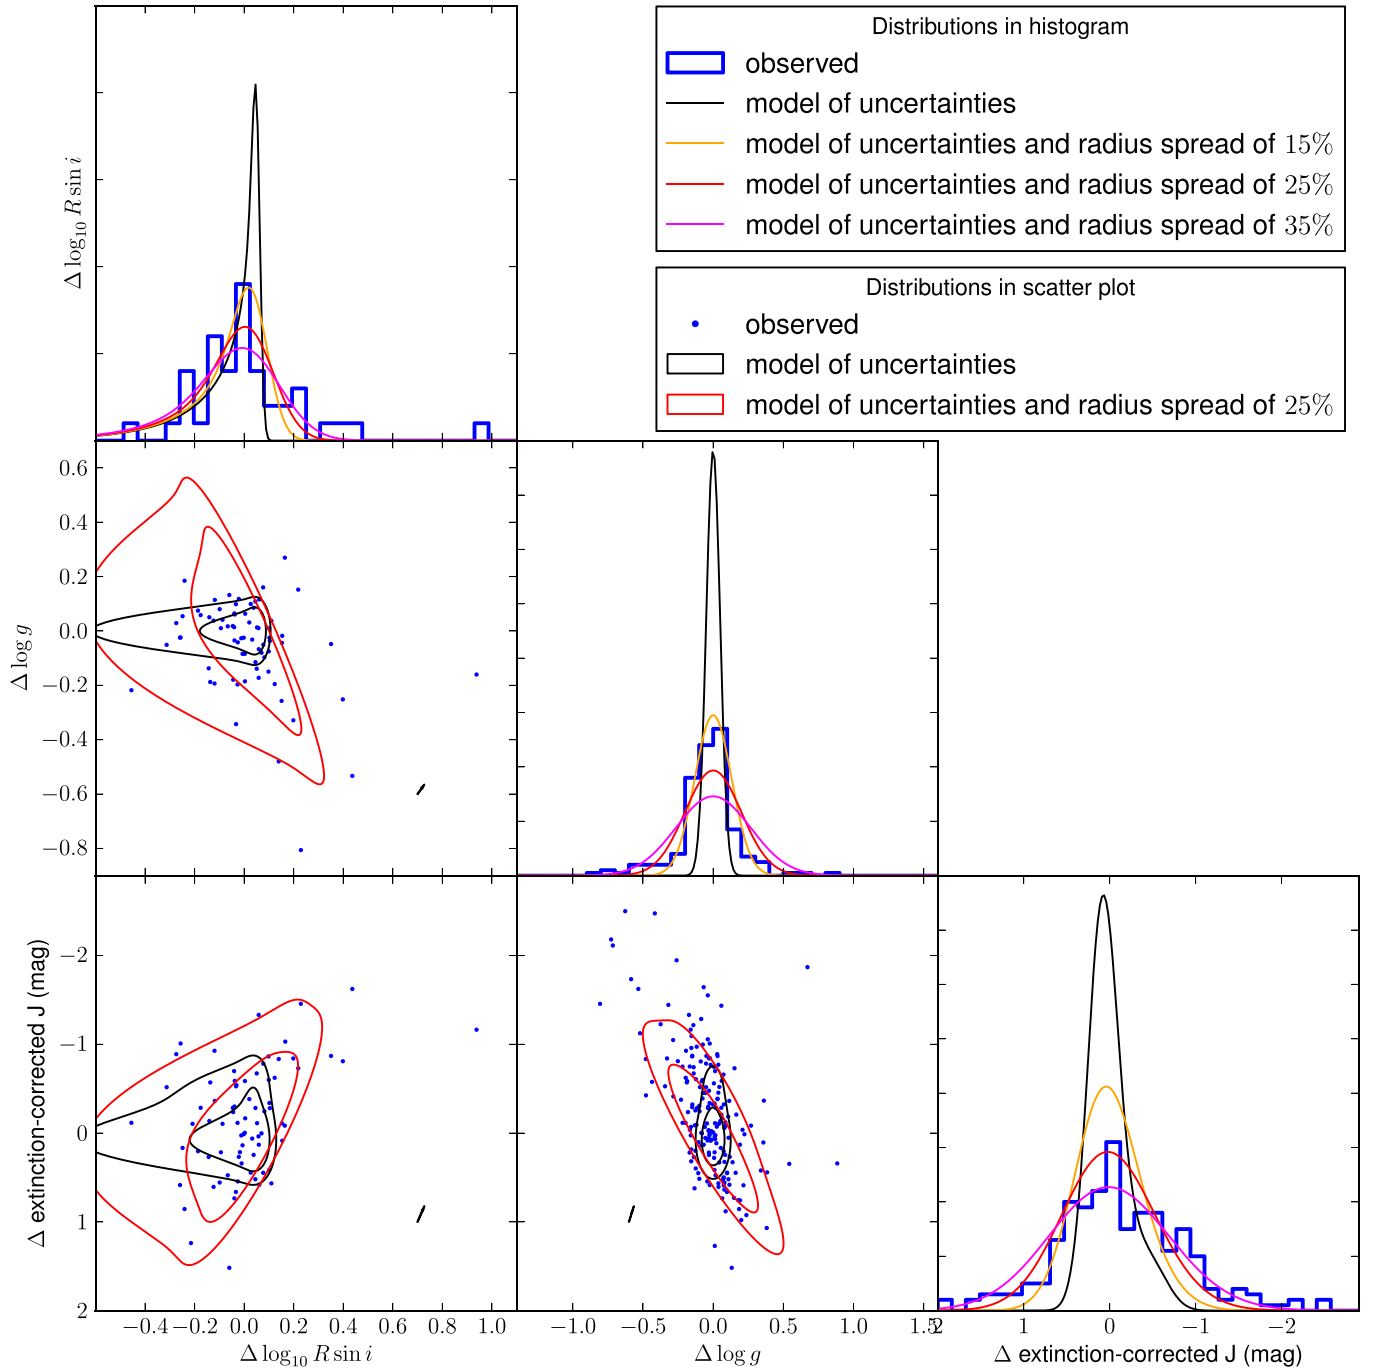 Distributions in histogram
observed
model of uncertainties
model of uncertainties and radius spread of 15%
model of uncertainties and radius spread of 25%
model of uncertainties and radius spread of 35%
Distributions in scatter plot
observed
model of uncertainties
model of uncertainties and radius spread of 25%
Δ log₁₀ R sin i
0.6
0.4
0.2
0.0
−0.2
−0.4
−0.6
−0.8
Δ log g
−2
−1
0
1
2
Δ extinction-corrected J (mag)
−0.4 −0.2 0.0 0.2 0.4 0.6 0.8 1.0
Δ log₁₀ R sin i
−1.0 −0.5 0.0 0.5 1.0 1.5
Δ log g
2 1 0 −1 −2
Δ extinction-corrected J (mag)